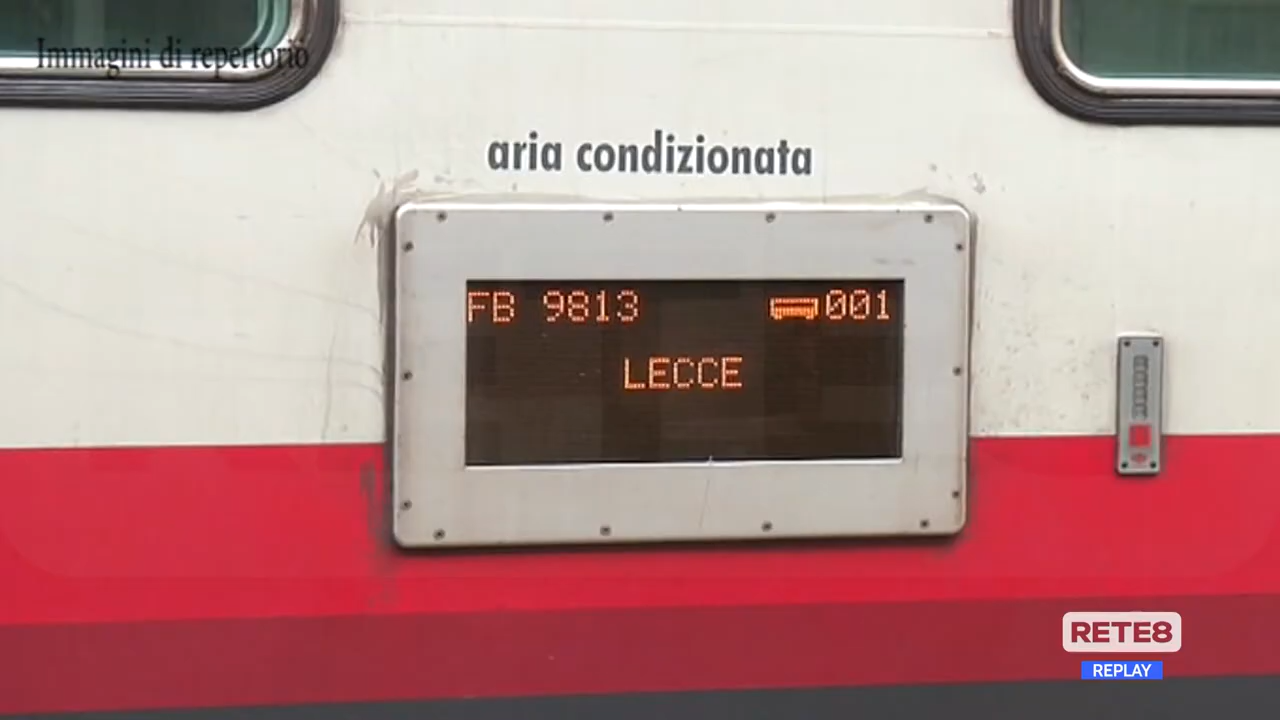 Immagini di repertorio
aria condizionata
FB 9813 001
LECCE
RETE8
REPLAY